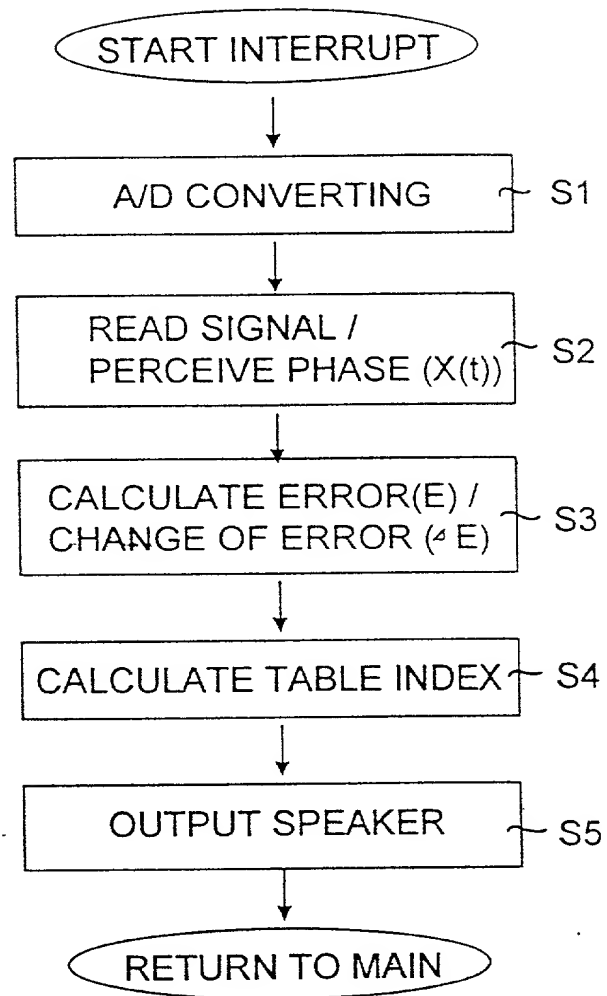 START INTERRUPT
A/D CONVERTING
S1
READ SIGNAL /
PERCEIVE PHASE (X(t))
S2
CALCULATE ERROR(E) /
CHANGE OF ERROR (⊿E)
S3
CALCULATE TABLE INDEX
S4
OUTPUT SPEAKER
S5
RETURN TO MAIN